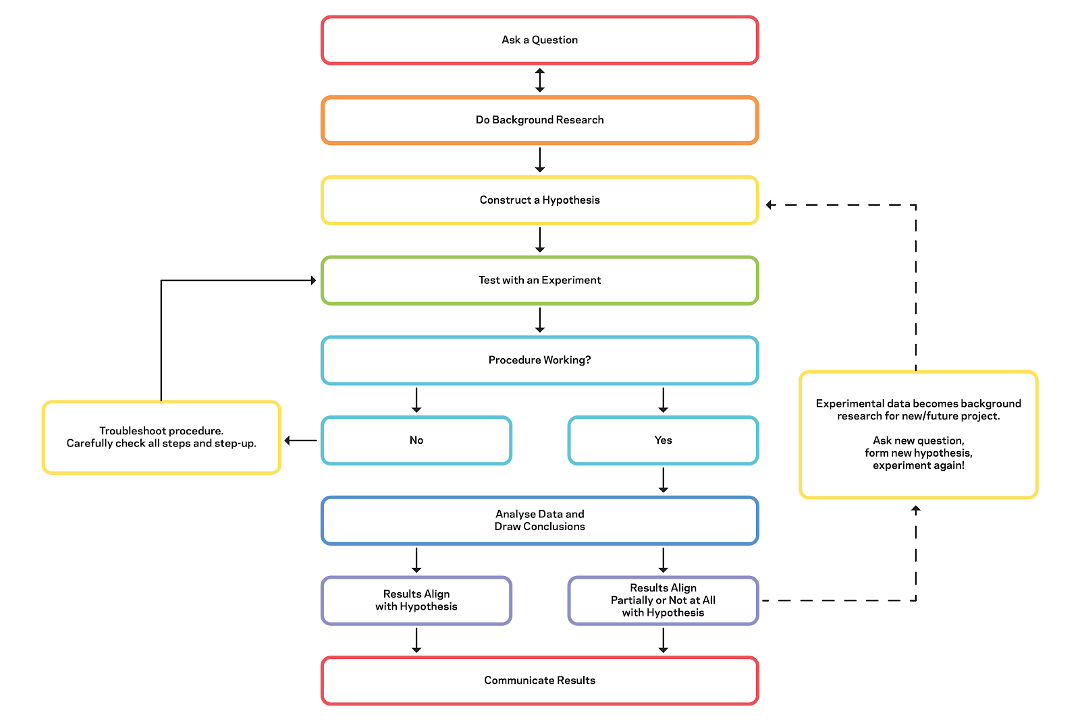 Ask a Question
Do Background Research
Construct a Hypothesis
Test with an Experiment
Procedure Working?
Troubleshoot procedure.
Carefully check all steps and step-up.
No
Yes
Experimental data becomes background
research for new/future project.
Ask new question,
form new hypothesis,
experiment again!
Analyse Data and
Draw Conclusions
Results Align
with Hypothesis
Results Align
Partially or Not at All
with Hypothesis
Communicate Results